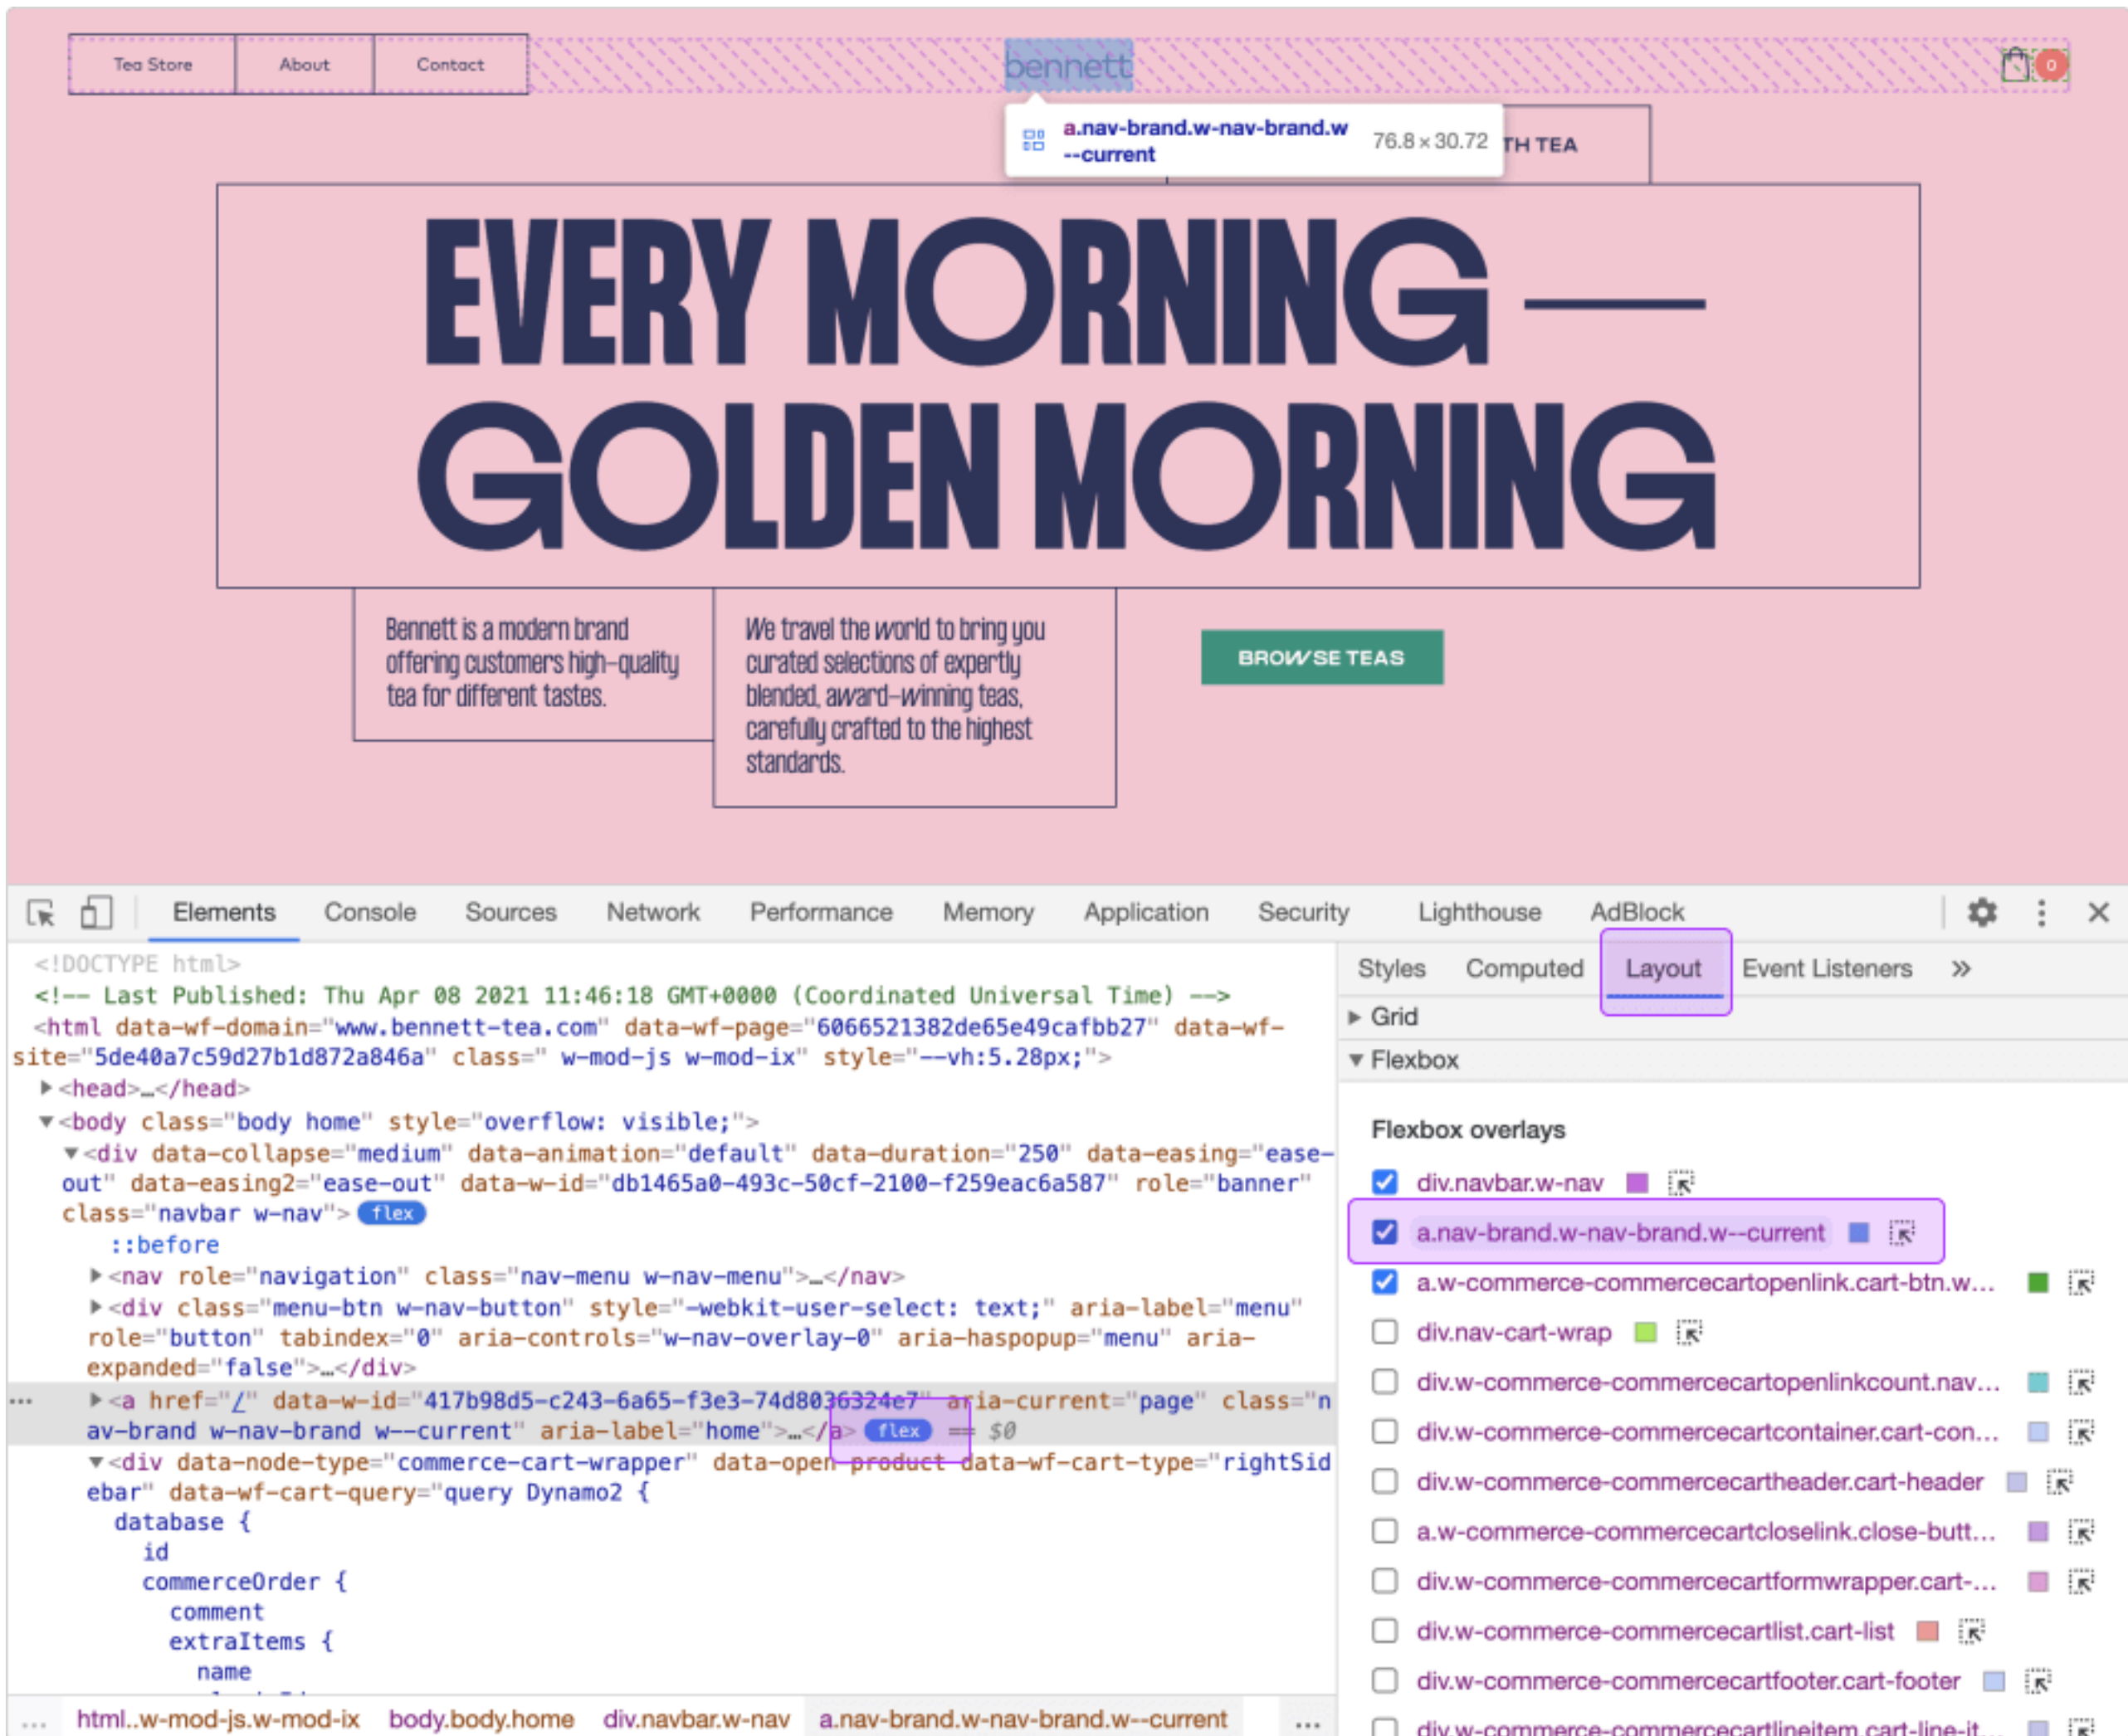 Tea Store
About
Contact
bennett
0
a.nav-brand.w-nav-brand.w
--current
76.8 × 30.72
TH TEA
EVERY MORNING —
GOLDEN MORNING
Bennett is a modern brand
offering customers high-quality
tea for different tastes.
We travel the world to bring you
curated selections of expertly
blended, award-winning teas,
carefully crafted to the highest
standards.
BROWSE TEAS
Elements
Console
Sources
Network
Performance
Memory
Application
Security
Lighthouse
AdBlock
<!DOCTYPE html>
<!-- Last Published: Thu Apr 08 2021 11:46:18 GMT+0000 (Coordinated Universal Time) -->
<html data-wf-domain="www.bennett-tea.com" data-wf-page="6066521382de65e49cafbb27" data-wf-
site="5de40a7c59d27b1d872a846a" class=" w-mod-js w-mod-ix" style="--vh:5.28px;">
<head>…</head>
<body class="body home" style="overflow: visible;">
<div data-collapse="medium" data-animation="default" data-duration="250" data-easing="ease-
out" data-easing2="ease-out" data-w-id="db1465a0-493c-50cf-2100-f259eac6a587" role="banner"
class="navbar w-nav"> flex
::before
<nav role="navigation" class="nav-menu w-nav-menu">…</nav>
<div class="menu-btn w-nav-button" style="-webkit-user-select: text;" aria-label="menu"
role="button" tabindex="0" aria-controls="w-nav-overlay-0" aria-haspopup="menu" aria-
expanded="false">…</div>
… <a href="/" data-w-id="417b98d5-c243-6a65-f3e3-74d8036324e7" aria-current="page" class="n
av-brand w-nav-brand w--current" aria-label="home">…</a> flex == $0
<div data-node-type="commerce-cart-wrapper" data-open-product data-wf-cart-type="rightSid
ebar" data-wf-cart-query="query Dynamo2 {
database {
id
commerceOrder {
comment
extraItems {
name
… html..w-mod-js.w-mod-ix body.body.home div.navbar.w-nav a.nav-brand.w-nav-brand.w--current …
Styles
Computed
Layout
Event Listeners
»
Grid
Flexbox
Flexbox overlays
div.navbar.w-nav
a.nav-brand.w-nav-brand.w--current
a.w-commerce-commercecartopenlink.cart-btn.w…
div.nav-cart-wrap
div.w-commerce-commercecartopenlinkcount.nav…
div.w-commerce-commercecartcontainer.cart-con…
div.w-commerce-commercecartheader.cart-header
a.w-commerce-commercecartcloselink.close-butt…
div.w-commerce-commercecartformwrapper.cart-…
div.w-commerce-commercecartlist.cart-list
div.w-commerce-commercecartfooter.cart-footer
div.w-commerce-commercecartlineitem.cart-line-it…